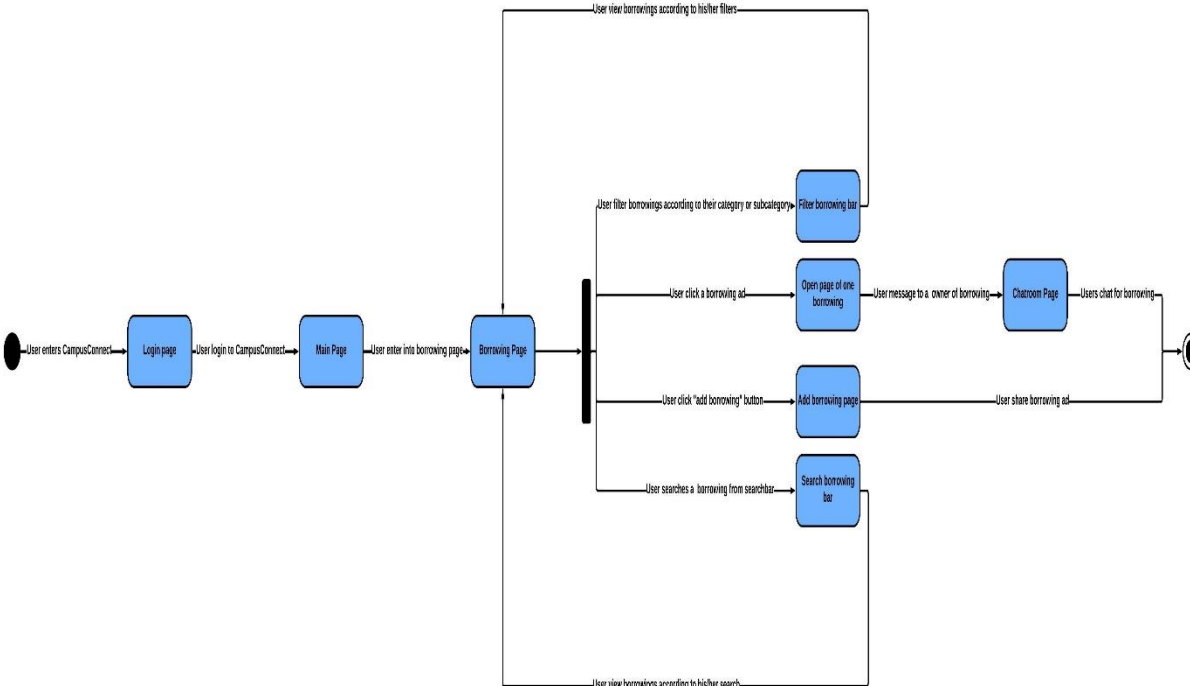 User view borrowings according to his/her filters
User filter borrowings according to their category or subcategory
Filter borrowing bar
User click a borrowing ad
Open page of one
borrowing
User message to a owner of borrowing
Chatroom Page
Users chat for borrowing
User enters CampusConnect
Login page
User login to CampusConnect
Main Page
User enter into borrowing page
Borrowing Page
User click "add borrowing" button
Add borrowing page
User share borrowing ad
User searches a borrowing from searchbar
Search borrowing
bar
User view borrowings according to his/her search